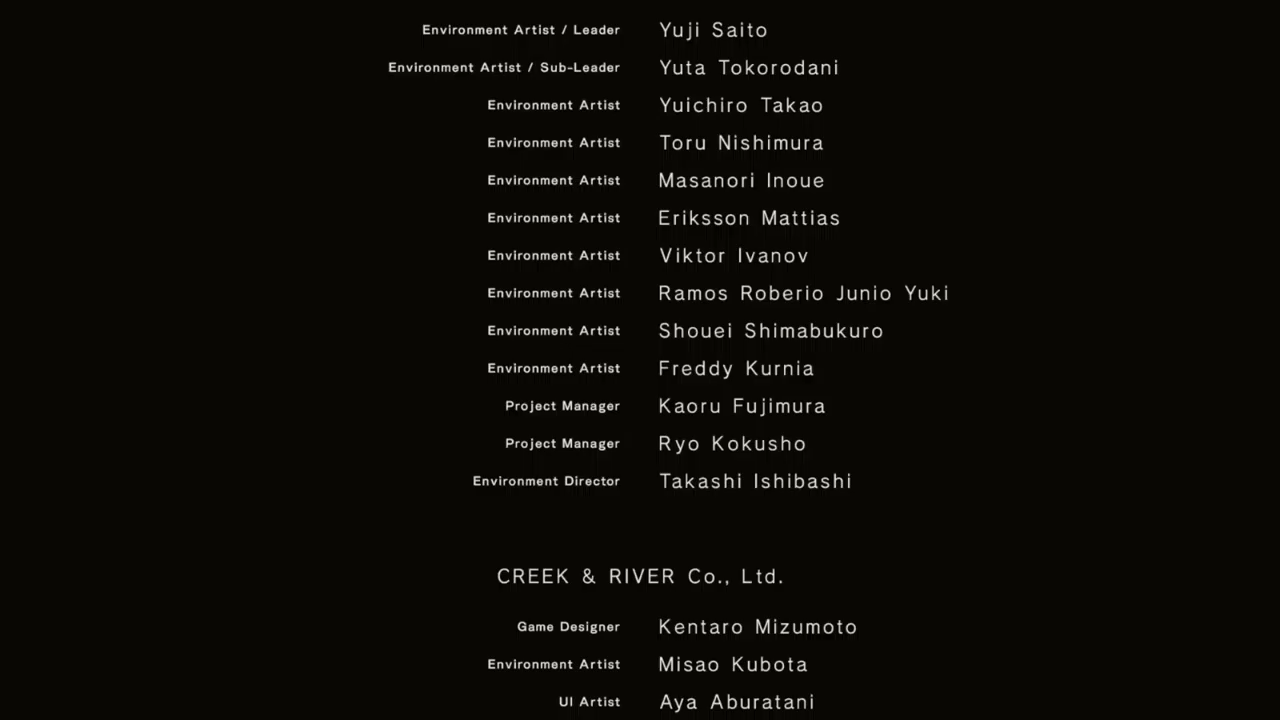 Environment Artist / Leader Yuji Saito
Environment Artist / Sub-Leader Yuta Tokorodani
Environment Artist Yuichiro Takao
Environment Artist Toru Nishimura
Environment Artist Masanori Inoue
Environment Artist Eriksson Mattias
Environment Artist Viktor Ivanov
Environment Artist Ramos Roberio Junio Yuki
Environment Artist Shouei Shimabukuro
Environment Artist Freddy Kurnia
Project Manager Kaoru Fujimura
Project Manager Ryo Kokusho
Environment Director Takashi Ishibashi
CREEK & RIVER Co., Ltd.
Game Designer Kentaro Mizumoto
Environment Artist Misao Kubota
UI Artist Aya Aburatani